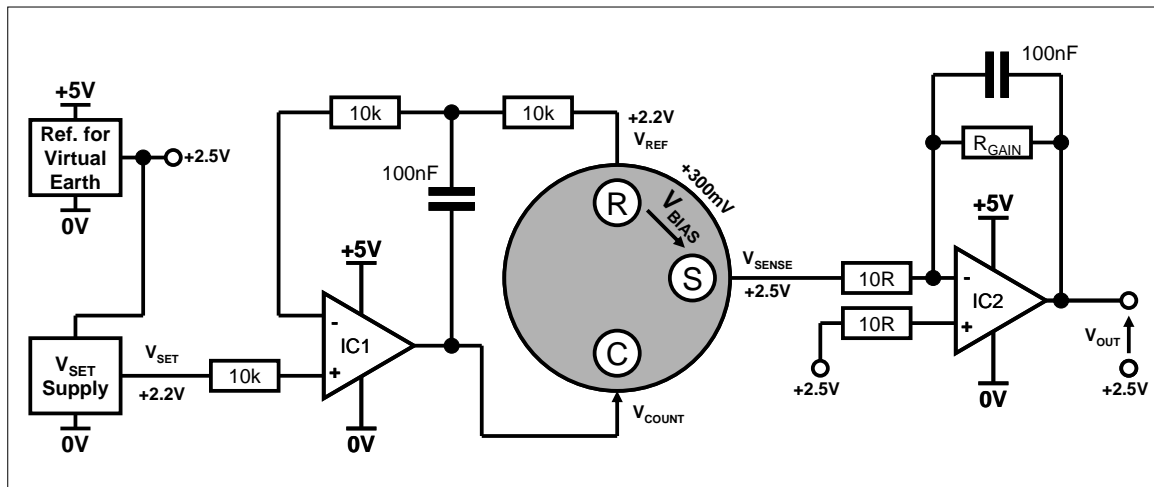 +5V
Ref. for
Virtual
Earth
+2.5V
0V
VSET
Supply
0V
VSET
+2.2V
10k
10k
10k
100nF
+5V
-
+
IC1
0V
+2.2V
VREF
+300mV
VBIAS
R
S
C
VCOUNT
VSENSE
+2.5V
10R
10R
+2.5V
100nF
RGAIN
+5V
-
+
IC2
0V
VOUT
+2.5V